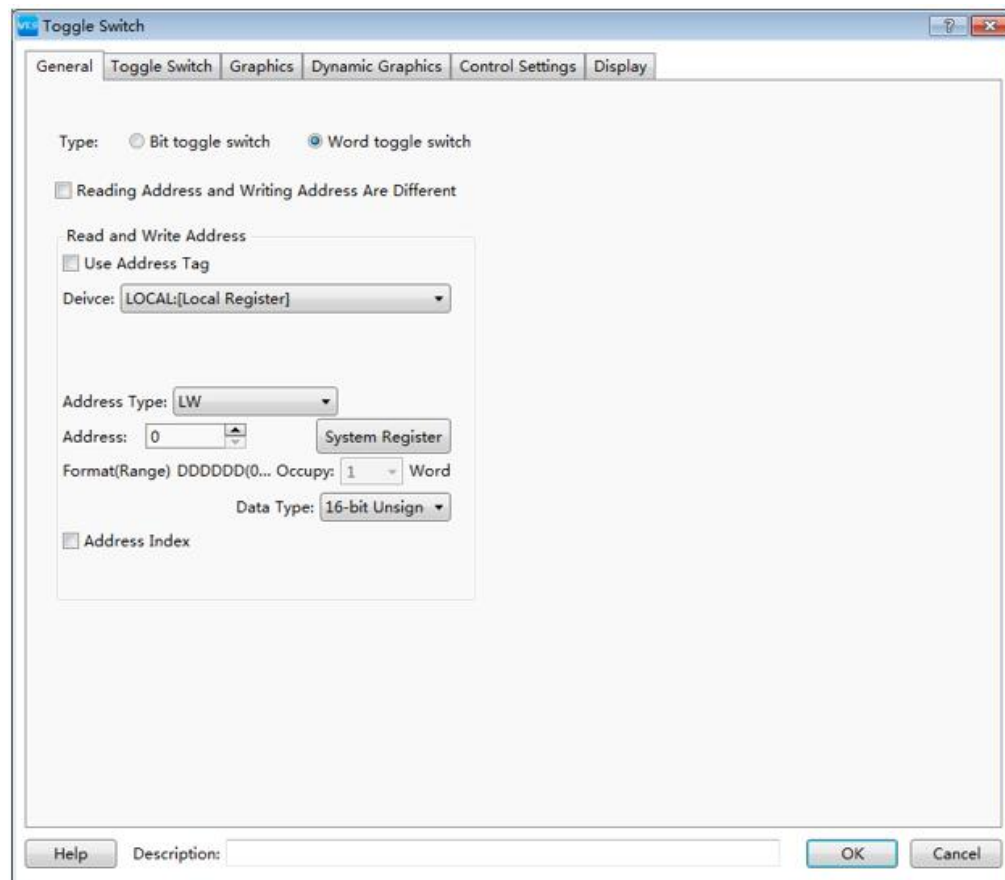 Toggle Switch
General Toggle Switch Graphics Dynamic Graphics Control Settings Display
Type: Bit toggle switch Word toggle switch
Reading Address and Writing Address Are Different
Read and Write Address
Use Address Tag
Deivce: LOCAL:[Local Register]
Address Type: LW
Address: 0 System Register
Format(Range) DDDDDD(0... Occupy: 1 Word
Data Type: 16-bit Unsign
Address Index
Help Description: OK Cancel